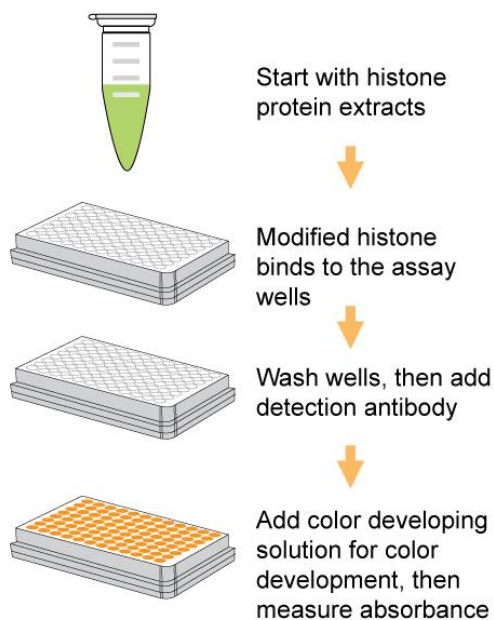 Start with histone
protein extracts
Modified histone
binds to the assay
wells
Wash wells, then add
detection antibody
Add color developing
solution for color
development, then
measure absorbance